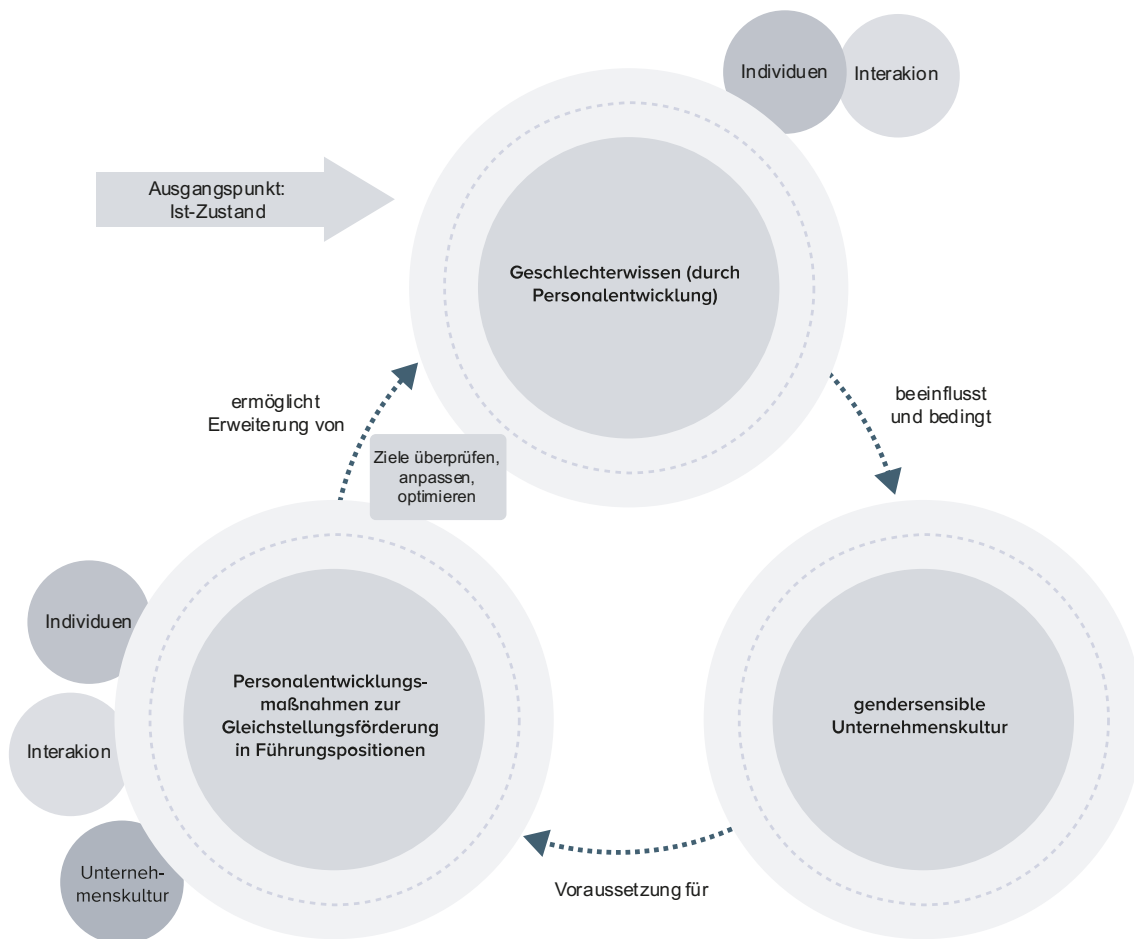 Individuen
Interakion
Ausgangspunkt:
Ist-Zustand
Geschlechterwissen (durch
Personalentwicklung)
ermöglicht
Erweiterung von
beeinflusst
und bedingt
Ziele überprüfen,
anpassen,
optimieren
Individuen
Interakion
Unterneh-
menskultur
Personalentwicklungs-
maßnahmen zur
Gleichstellungsförderung
in Führungspositionen
gendersensible
Unternehmenskultur
Voraussetzung für